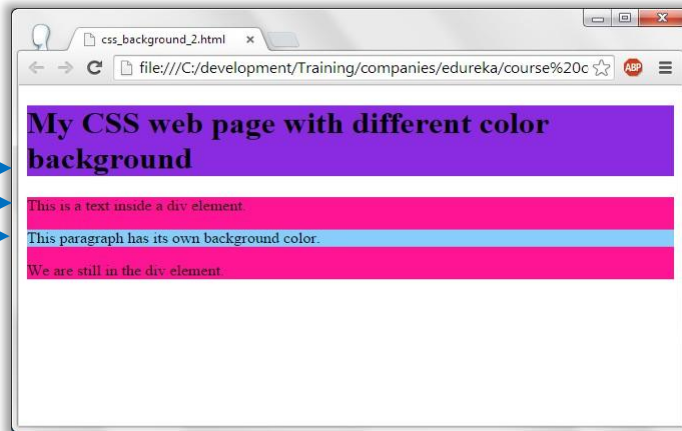 css_background_2.html
file:///C:/development/Training/companies/edureka/course%20c
ABP
My CSS web page with different color
background
This is a text inside a div element.
This paragraph has its own background color.
We are still in the div element.